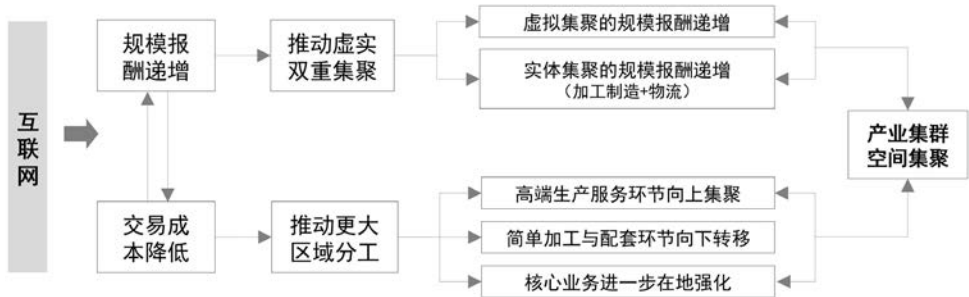 互联网
规模报
酬递增
推动虚实
双重集聚
虚拟集聚的规模报酬递增
实体集聚的规模报酬递增
（加工制造+物流）
产业集群
空间集聚
交易成
本降低
推动更大
区域分工
高端生产服务环节向上集聚
简单加工与配套环节向下转移
核心业务进一步在地强化